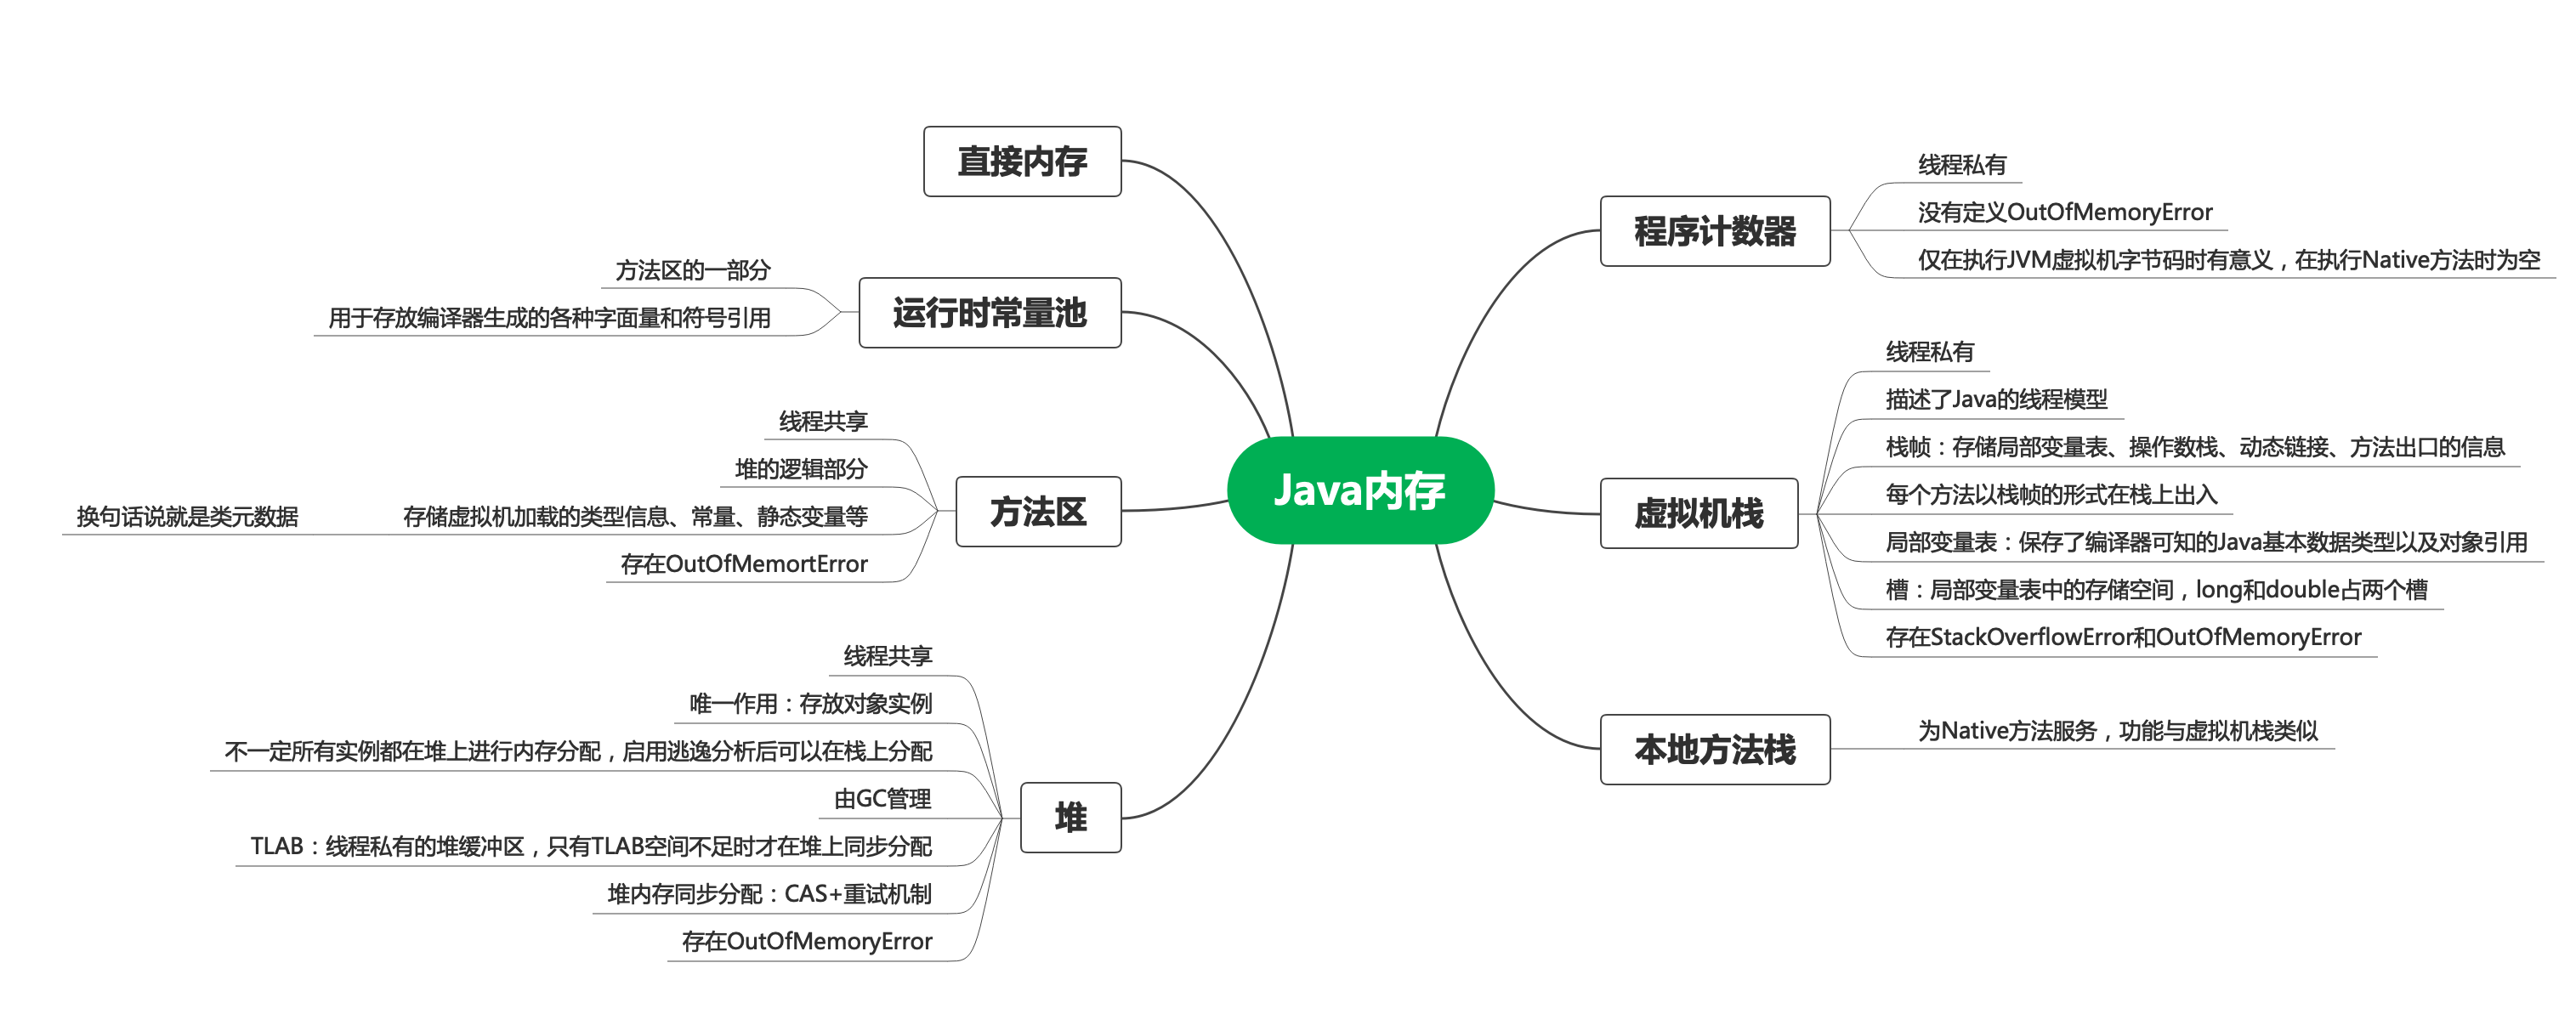 Java内存
程序计数器
线程私有
没有定义OutOfMemoryError
仅在执行JVM虚拟机字节码时有意义，在执行Native方法时为空
虚拟机栈
线程私有
描述了Java的线程模型
栈帧：存储局部变量表、操作数栈、动态链接、方法出口的信息
每个方法以栈帧的形式在栈上出入
局部变量表：保存了编译器可知的Java基本数据类型以及对象引用
槽：局部变量表中的存储空间，long和double占两个槽
存在StackOverflowError和OutOfMemoryError
本地方法栈
为Native方法服务，功能与虚拟机栈类似
直接内存
运行时常量池
方法区的一部分
用于存放编译器生成的各种字面量和符号引用
方法区
线程共享
堆的逻辑部分
存储虚拟机加载的类型信息、常量、静态变量等
换句话说就是类元数据
存在OutOfMemortError
堆
线程共享
唯一作用：存放对象实例
不一定所有实例都在堆上进行内存分配，启用逃逸分析后可以在栈上分配
由GC管理
TLAB：线程私有的堆缓冲区，只有TLAB空间不足时才在堆上同步分配
堆内存同步分配：CAS+重试机制
存在OutOfMemoryError